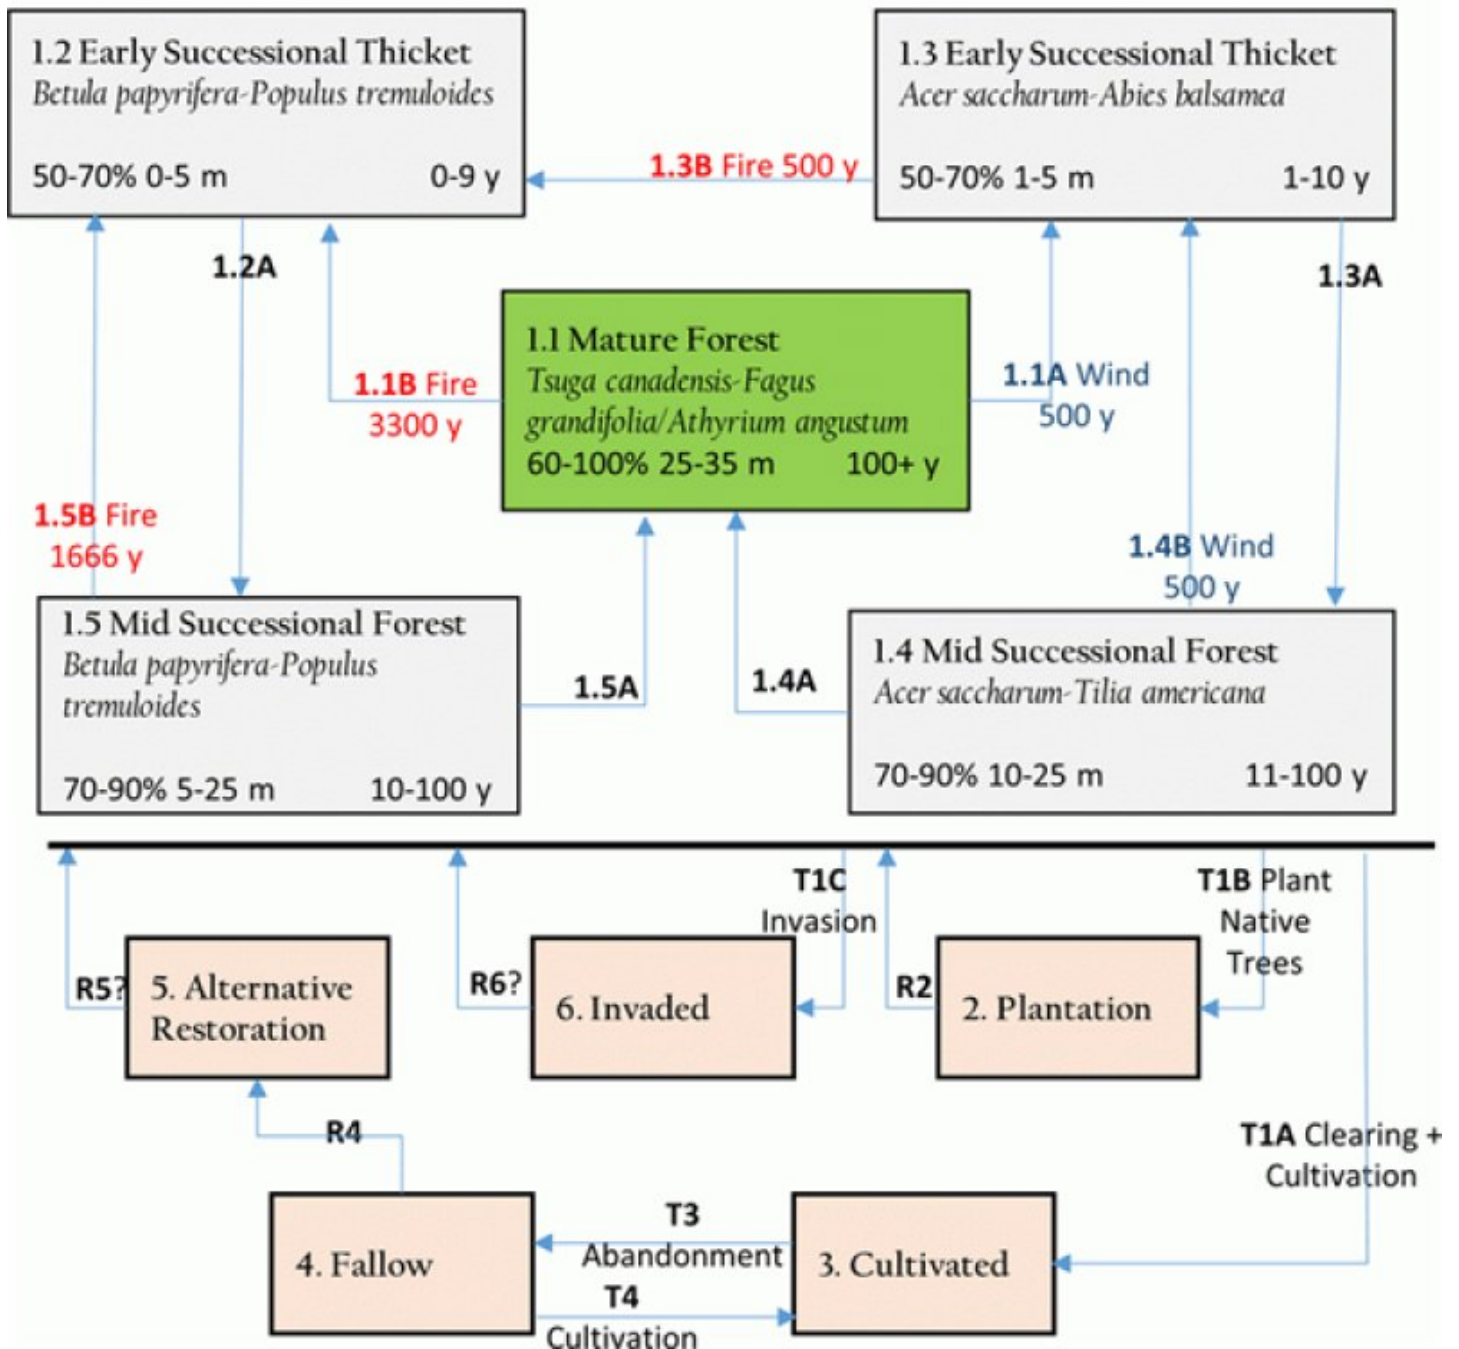 1.2 Early Successional Thicket
Betula papyrifera-Populus tremuloides
50-70% 0-5 m 0-9 y
1.3 Early Successional Thicket
Acer saccharum-Abies balsamea
50-70% 1-5 m 1-10 y
1.3B Fire 500 y
1.2A
1.3A
1.1 Mature Forest
Tsuga canadensis-Fagus
grandifolia/Athyrium angustum
60-100% 25-35 m 100+ y
1.1B Fire
3300 y
1.1A Wind
500 y
1.5B Fire
1666 y
1.4B Wind
500 y
1.5 Mid Successional Forest
Betula papyrifera-Populus
tremuloides
70-90% 5-25 m 10-100 y
1.5A
1.4A
1.4 Mid Successional Forest
Acer saccharum-Tilia americana
70-90% 10-25 m 11-100 y
T1C
Invasion
T1B Plant
Native
Trees
R5?
5. Alternative
Restoration
R6?
6. Invaded
R2
2. Plantation
R4
T1A Clearing +
Cultivation
4. Fallow
T3
Abandonment
T4
Cultivation
3. Cultivated